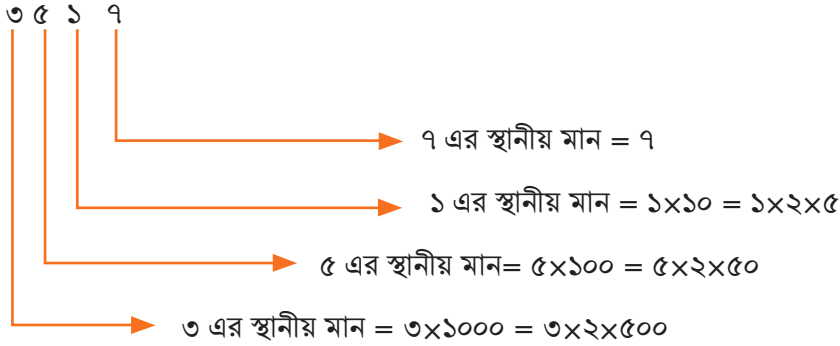 ৩ ৫ ১ ৭
৭ এর স্থানীয় মান = ৭
১ এর স্থানীয় মান = ১×১০ = ১×২×৫
৫ এর স্থানীয় মান= ৫×১০০ = ৫×২×৫০
৩ এর স্থানীয় মান = ৩×১০০০ = ৩×২×৫০০